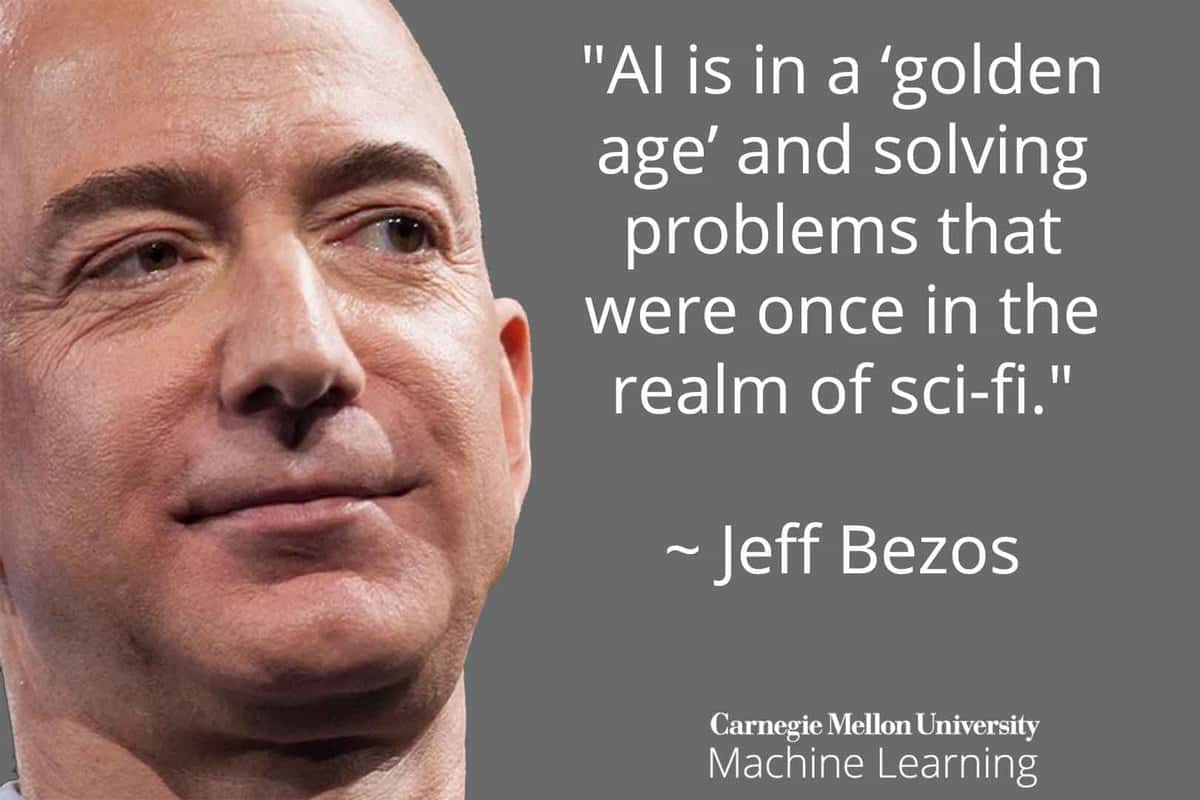 "AI is in a ‘golden
age’ and solving
problems that
were once in the
realm of sci-fi."
~ Jeff Bezos
Carnegie Mellon University
Machine Learning